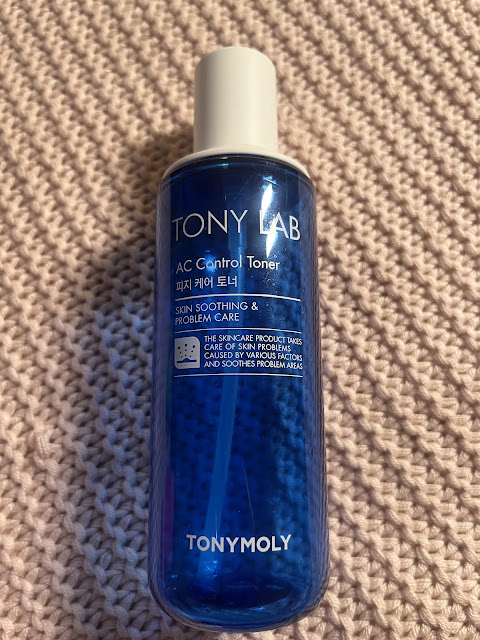 TONY LAB
AC Control Toner
피지 케어 토너
SKIN SOOTHING &
PROBLEM CARE
THE SKINCARE PRODUCT TAKES
CARE OF SKIN PROBLEMS
CAUSED BY VARIOUS FACTORS
AND SOOTHES PROBLEM AREAS
TONYMOLY